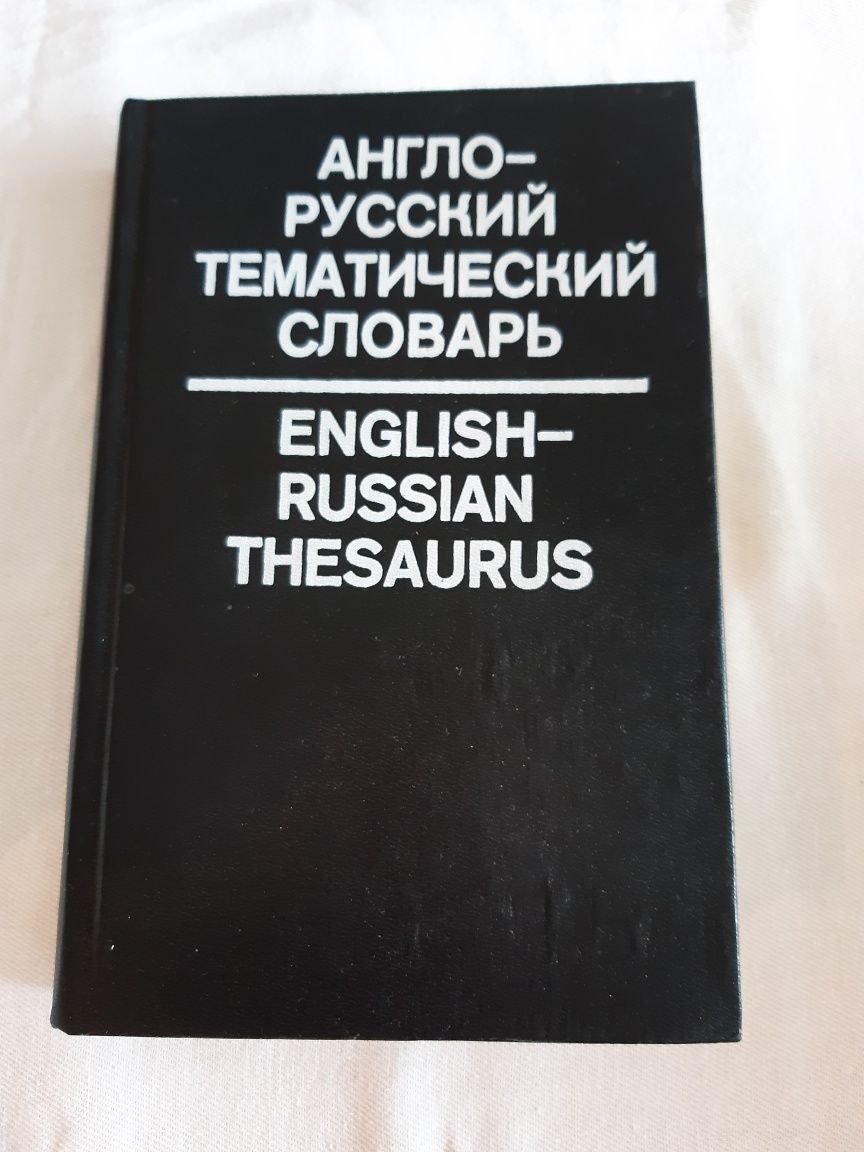 АНГЛО-
РУССКИЙ
ТЕМАТИЧЕСКИЙ
СЛОВАРЬ
ENGLISH-
RUSSIAN
THESAURUS